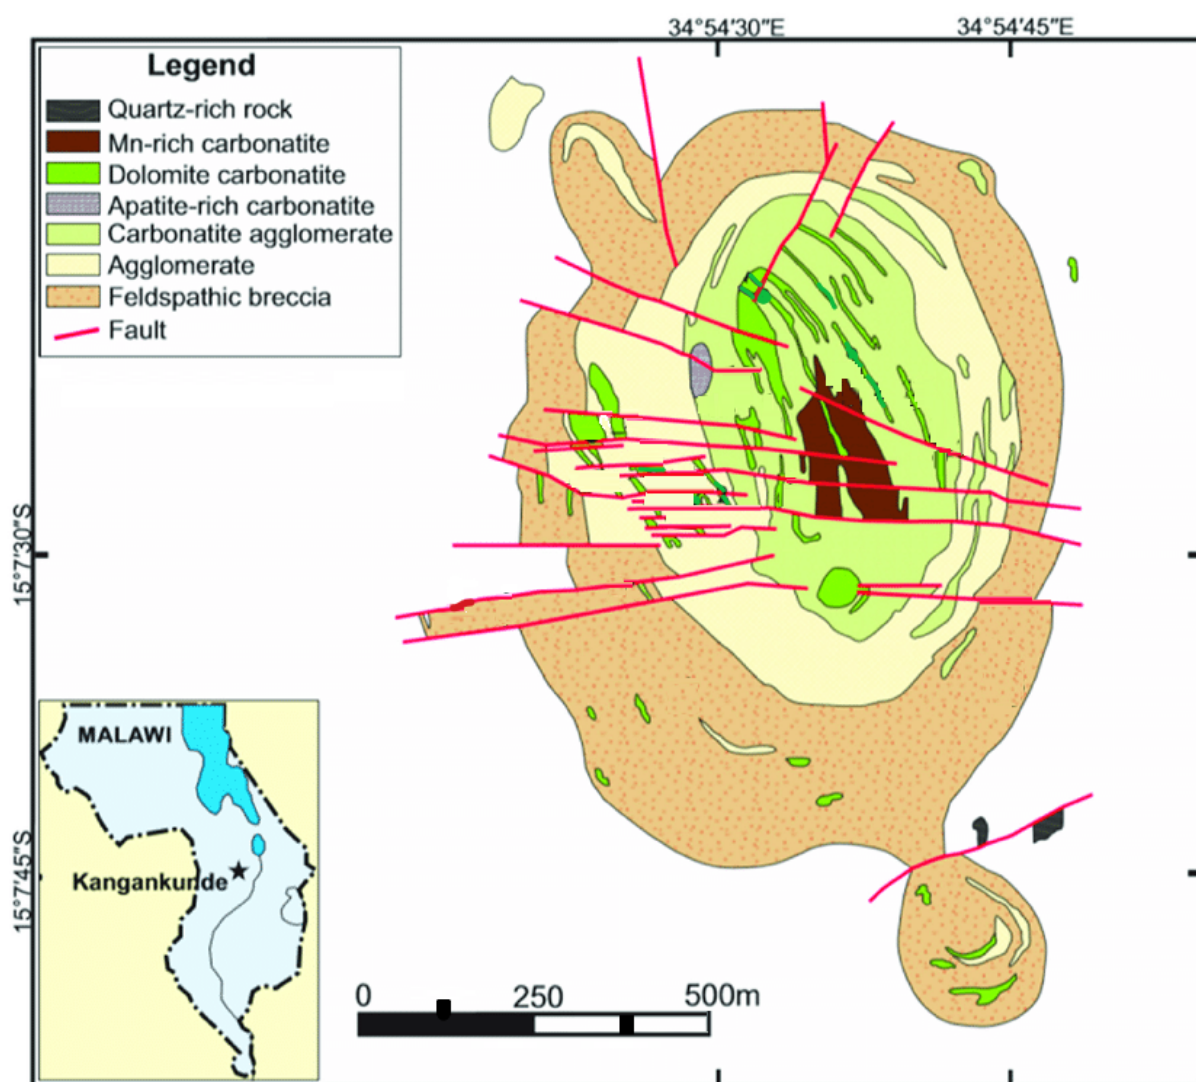 34°54′30″E 34°54′45″E
Legend
Quartz-rich rock
Mn-rich carbonatite
Dolomite carbonatite
Apatite-rich carbonatite
Carbonatite agglomerate
Agglomerate
Feldspathic breccia
Fault
15°7′30″S
15°7′45″S
MALAWI
Kangankunde
0 250 500m